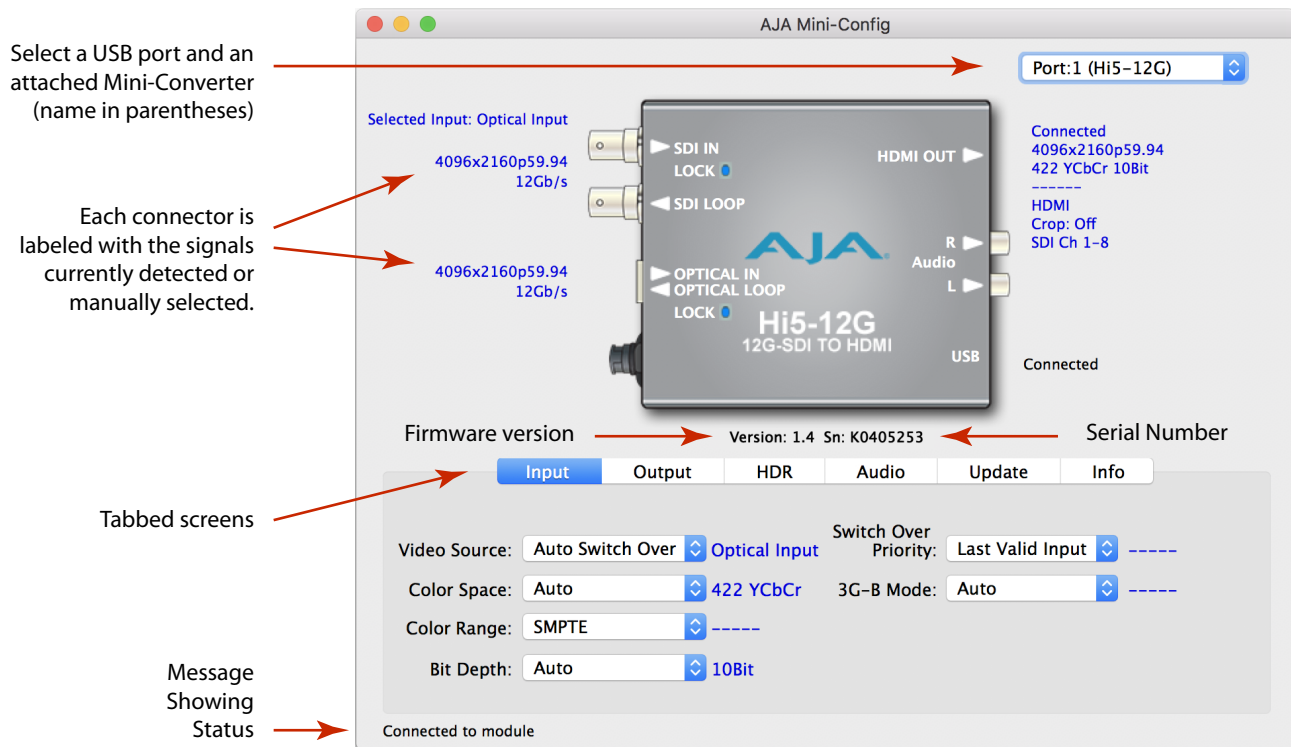 AJA Mini-Config
Select a USB port and an
attached Mini-Converter
(name in parentheses)
Port:1 (Hi5-12G)
Selected Input: Optical Input
4096x2160p59.94
12Gb/s
Each connector is
labeled with the signals
currently detected or
manually selected.
4096x2160p59.94
12Gb/s
SDI IN
LOCK
SDI LOOP
HDMI OUT
AJA
R
Audio
L
OPTICAL IN
OPTICAL LOOP
LOCK
Hi5-12G
12G-SDI TO HDMI
USB
Connected
4096x2160p59.94
422 YCbCr 10Bit
------
HDMI
Crop: Off
SDI Ch 1-8
Connected
Firmware version
Version: 1.4 Sn: K0405253
Serial Number
Tabbed screens
Input Output HDR Audio Update Info
Video Source: Auto Switch Over Optical Input
Switch Over
Priority: Last Valid Input -----
Color Space: Auto 422 YCbCr
3G-B Mode: Auto -----
Color Range: SMPTE -----
Bit Depth: Auto 10Bit
Message
Showing
Status
Connected to module